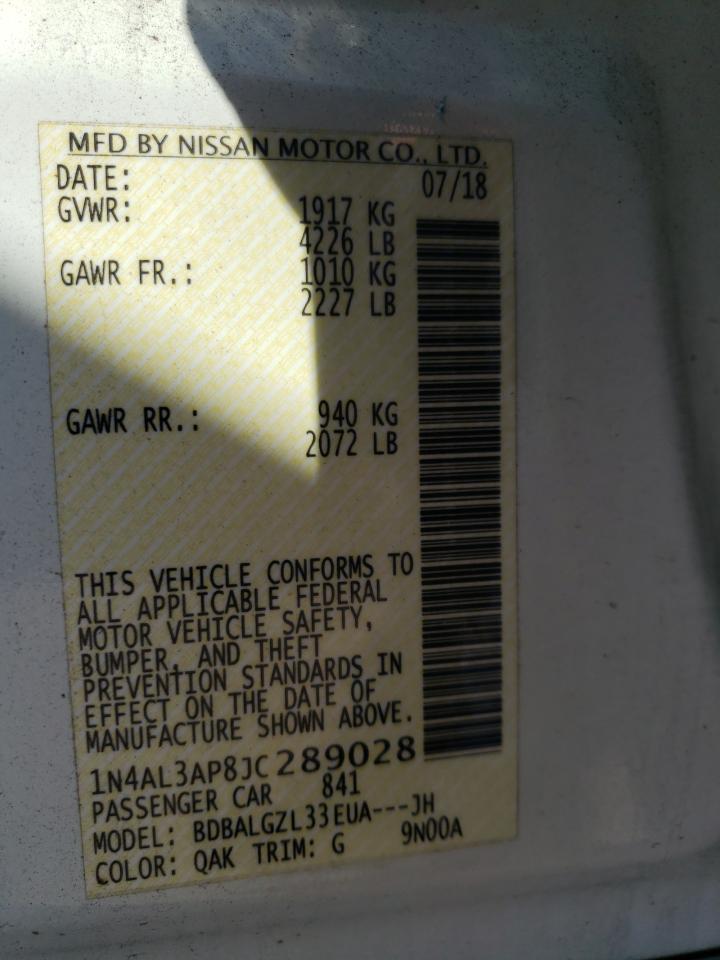 MFD BY NISSAN MOTOR CO., LTD.
DATE: 07/18
GVWR: 1917 KG
4226 LB
GAWR FR.: 1010 KG
2227 LB
GAWR RR.: 940 KG
2072 LB
THIS VEHICLE CONFORMS TO
ALL APPLICABLE FEDERAL
MOTOR VEHICLE SAFETY,
BUMPER, AND THEFT
PREVENTION STANDARDS IN
EFFECT ON THE DATE OF
MANUFACTURE SHOWN ABOVE.
1N4AL3AP8JC289028
PASSENGER CAR 841
MODEL: BDBALGZL33EUA---JH
COLOR: QAK TRIM: G 9N00A